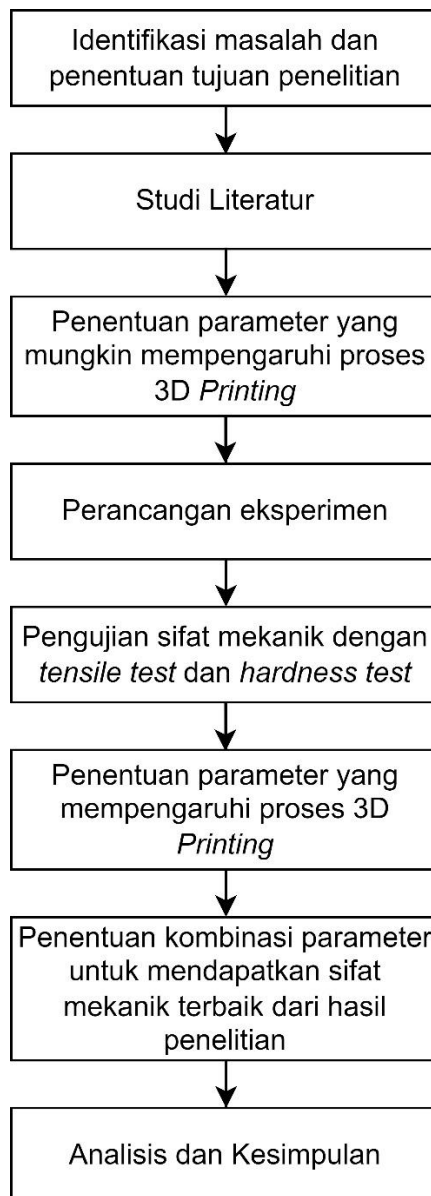 Identifikasi masalah dan
penentuan tujuan penelitian
Studi Literatur
Penentuan parameter yang
mungkin mempengaruhi proses
3D Printing
Perancangan eksperimen
Pengujian sifat mekanik dengan
tensile test dan hardness test
Penentuan parameter yang
mempengaruhi proses 3D
Printing
Penentuan kombinasi parameter
untuk mendapatkan sifat
mekanik terbaik dari hasil
penelitian
Analisis dan Kesimpulan